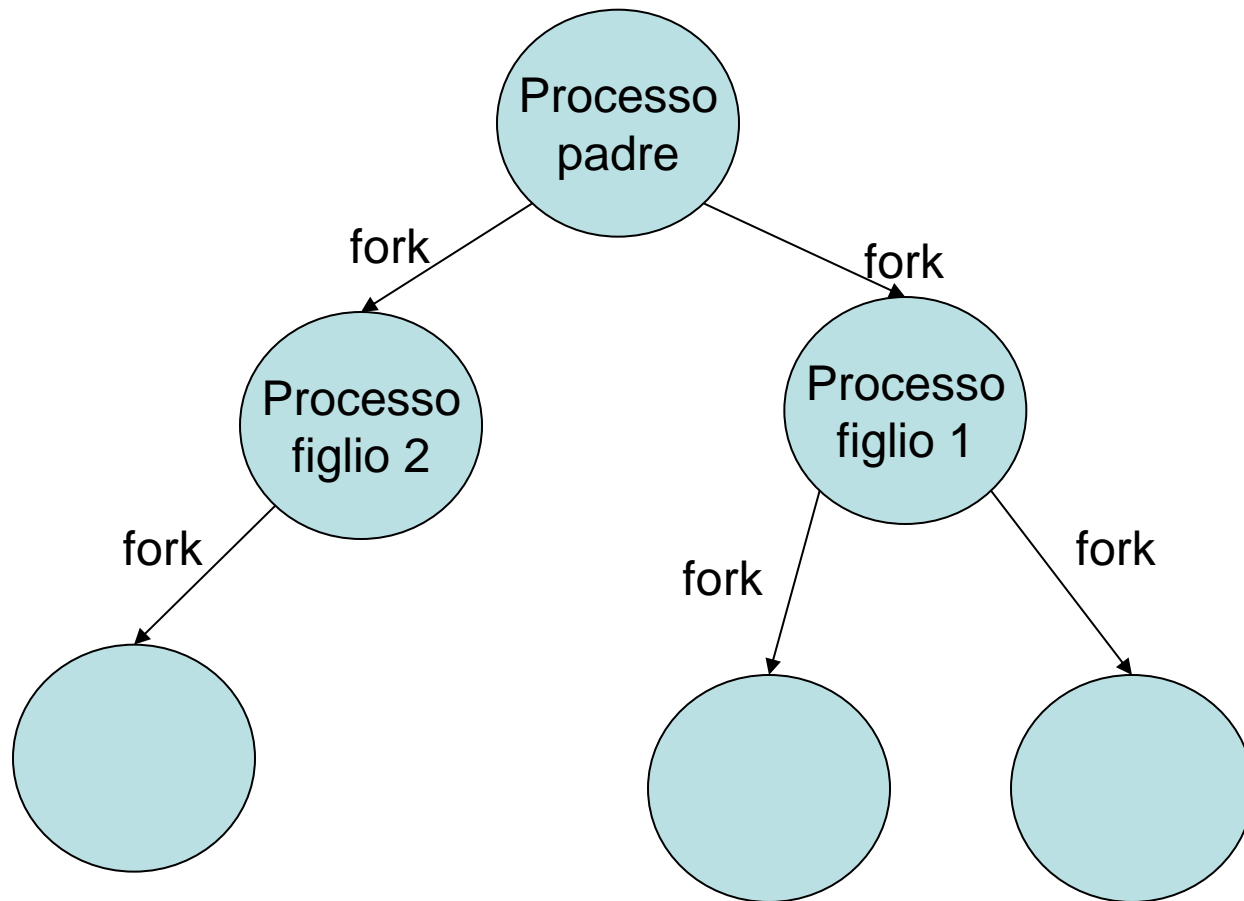 Processo
padre
fork
fork
Processo
figlio 2
Processo
figlio 1
fork
fork
fork